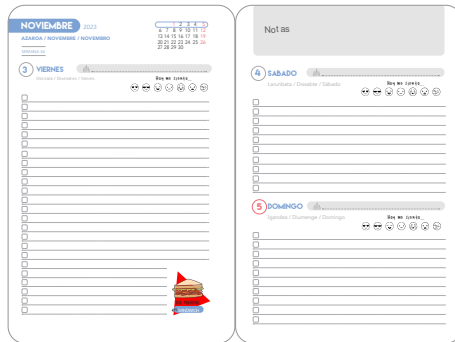 NOVIEMBRE 2023
AZAROA / NOVEMBRE / NOVEMBRO
1 2 3 4 5
6 7 8 9 10 11 12
13 14 15 16 17 18 19
20 21 22 23 24 25 26
27 28 29 30
3 VIERNES
Hoy me siento...
Notas
4 SABADO
Larunbata / Dissabte / Sábado
Hoy me siento...
5 DOMINGO
Igandea / Diumenge / Domingo
Hoy me siento...
SANDWICH